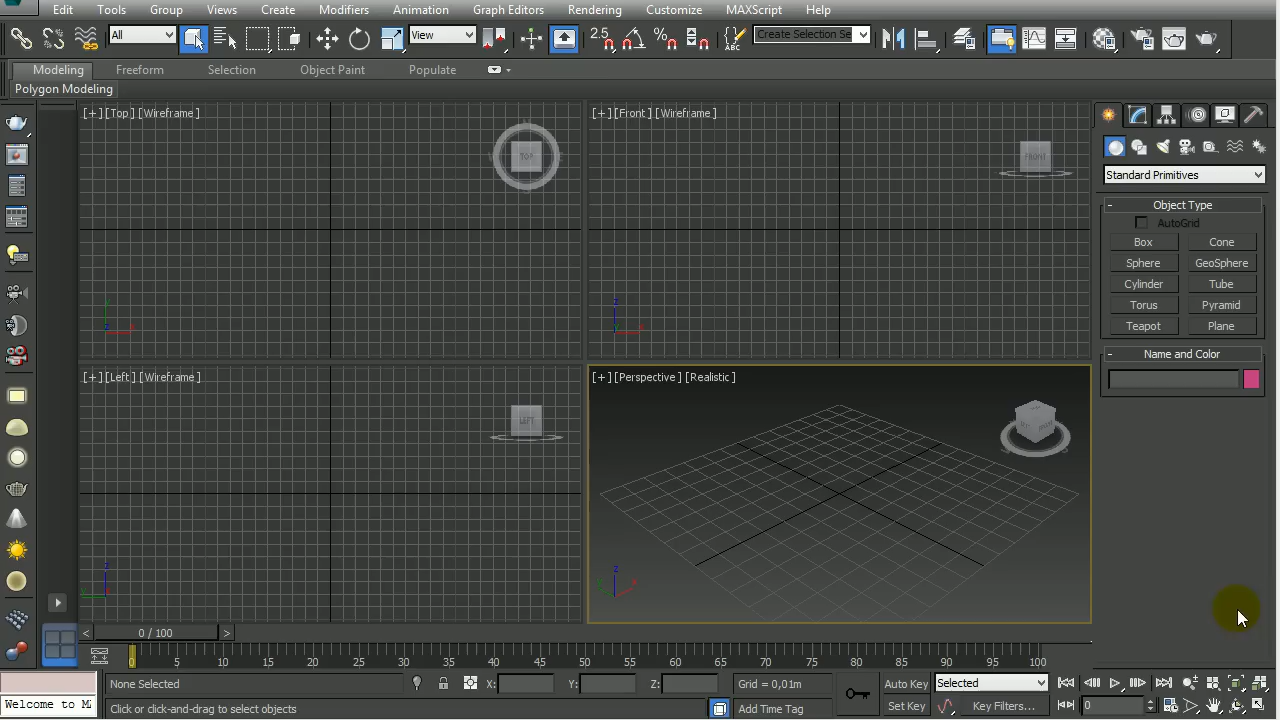 Edit Tools Group Views Create Modifiers Animation Graph Editors Rendering Customize MAXScript Help
All View 2.5 Create Selection Se
Modeling Freeform Selection Object Paint Populate
Polygon Modeling
[+] [Top] [Wireframe]
TOP
[+] [Front] [Wireframe]
FRONT
Standard Primitives
- Object Type
AutoGrid
Box Cone
Sphere GeoSphere
Cylinder Tube
Torus Pyramid
Teapot Plane
- Name and Color
y
z x
z
y x
[+] [Left] [Wireframe]
LEFT
[+] [Perspective] [Realistic]
z
y
z
x
< 0 / 100 >
0 5 10 15 20 25 30 35 40 45 50 55 60 65 70 75 80 85 90 95 100
None Selected X: Y: Z: Grid = 0,01m Auto Key Selected
Welcome to M Click or click-and-drag to select objects Add Time Tag Set Key Key Filters... 0